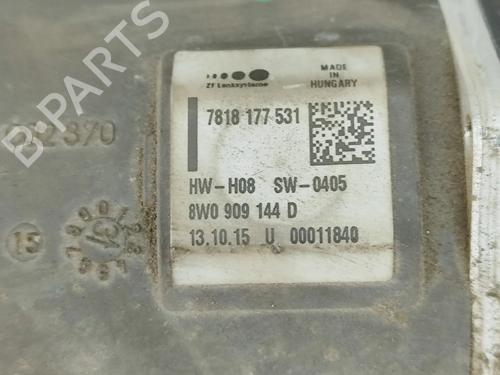 B-PARTS
ZF Lenksysteme
MADE
IN
HUNGARY
7818 177 531
HW-H08 SW-0405
8W0 909 144 D
13.10.15 U 00011840
15